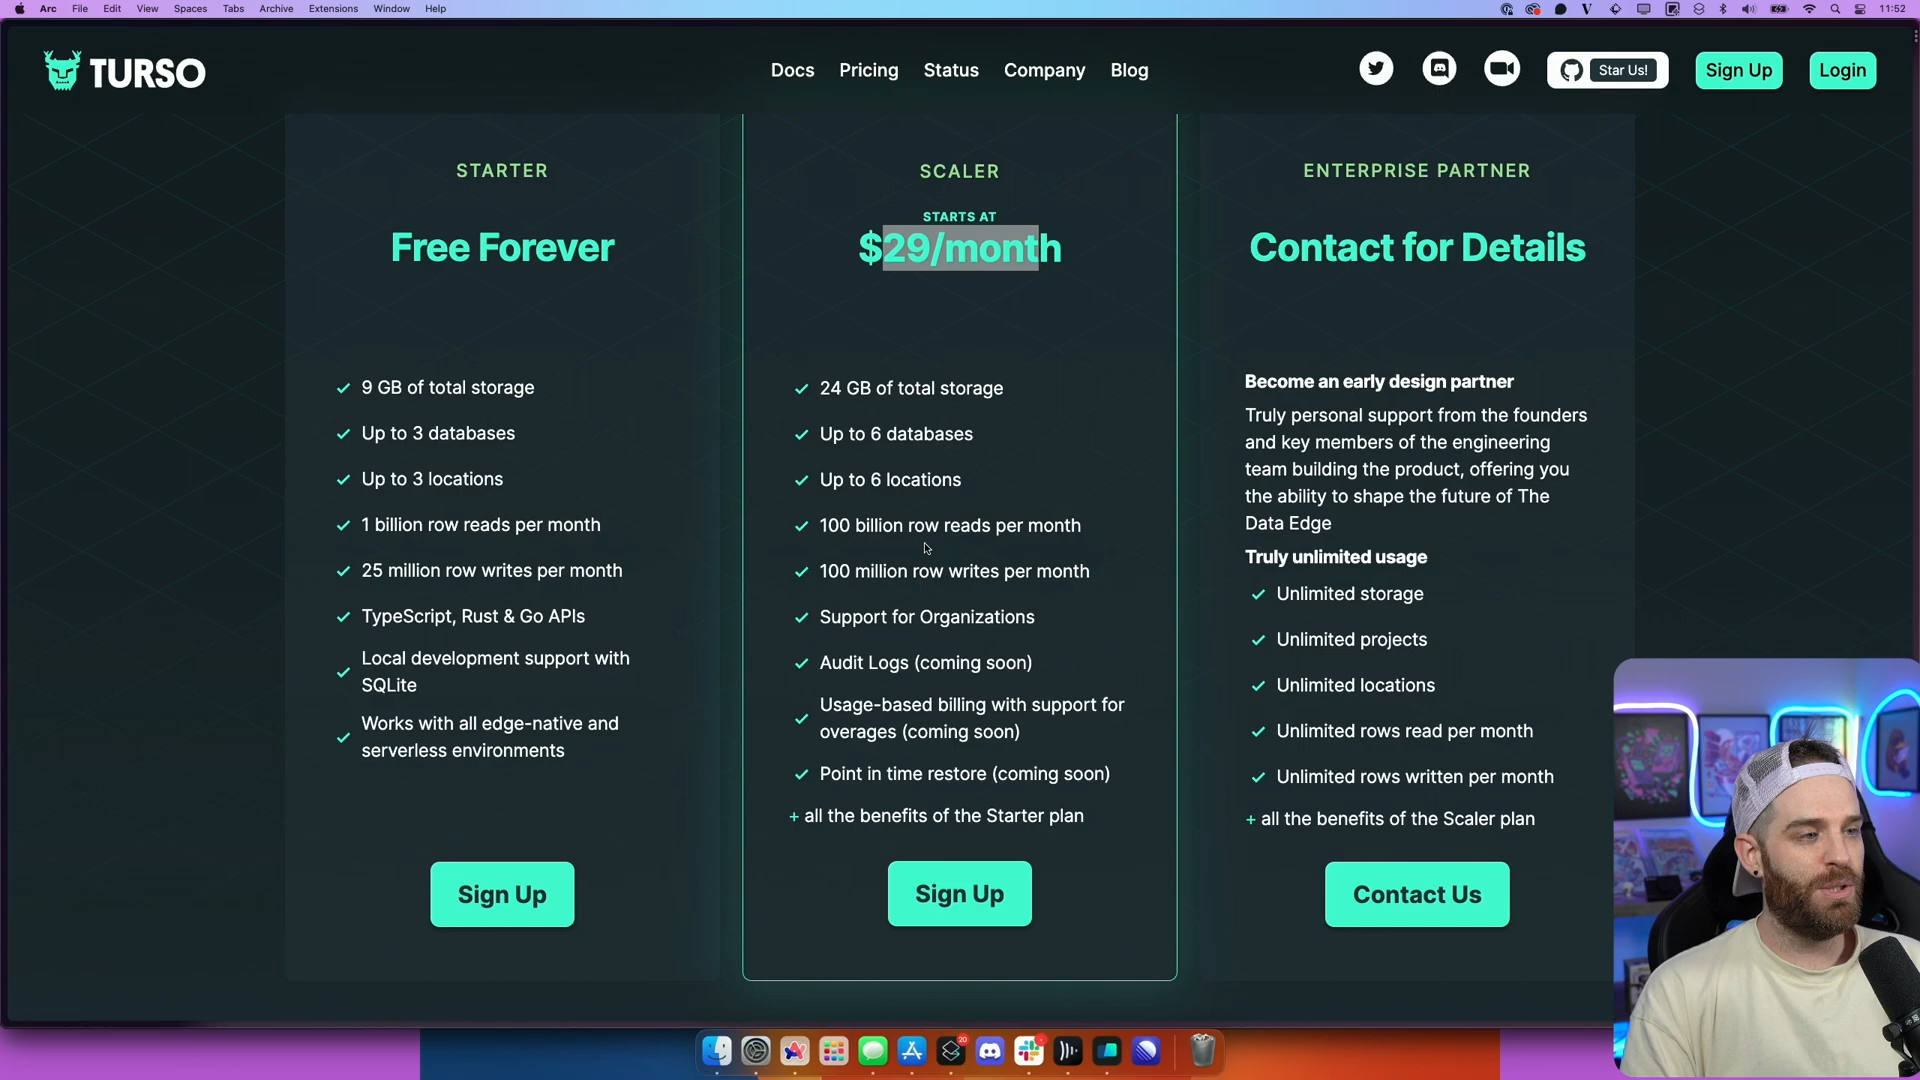 Arc File Edit View Spaces Tabs Archive Extensions Window Help 11:52
TURSO
Docs Pricing Status Company Blog
Star Us!
Sign Up
Login
STARTER
Free Forever
9 GB of total storage
Up to 3 databases
Up to 3 locations
1 billion row reads per month
25 million row writes per month
TypeScript, Rust & Go APIs
Local development support with
SQLite
Works with all edge-native and
serverless environments
Sign Up
SCALER
STARTS AT
$29/month
24 GB of total storage
Up to 6 databases
Up to 6 locations
100 billion row reads per month
100 million row writes per month
Support for Organizations
Audit Logs (coming soon)
Usage-based billing with support for
overages (coming soon)
Point in time restore (coming soon)
+ all the benefits of the Starter plan
Sign Up
ENTERPRISE PARTNER
Contact for Details
Become an early design partner
Truly personal support from the founders
and key members of the engineering
team building the product, offering you
the ability to shape the future of The
Data Edge
Truly unlimited usage
Unlimited storage
Unlimited projects
Unlimited locations
Unlimited rows read per month
Unlimited rows written per month
+ all the benefits of the Scaler plan
Contact Us
20